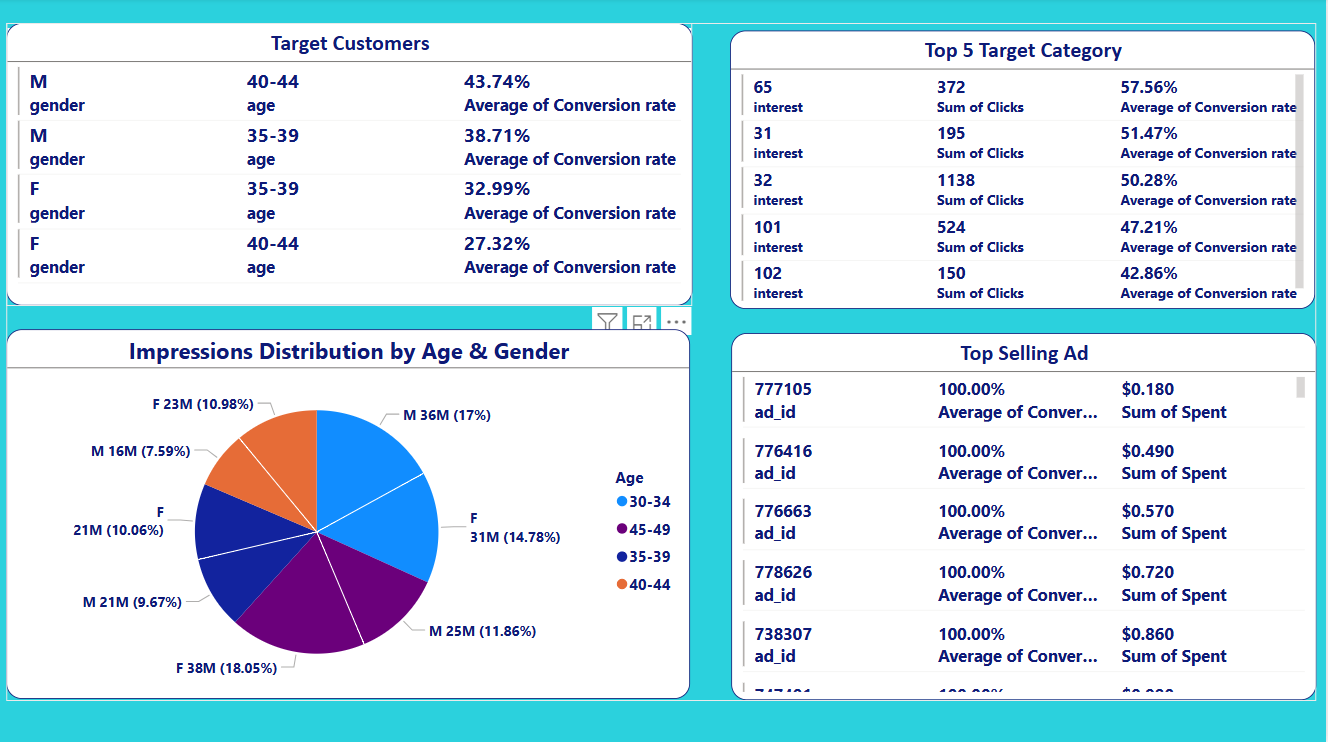 Target Customers
M 40-44 43.74%
gender age Average of Conversion rate
M 35-39 38.71%
gender age Average of Conversion rate
F 35-39 32.99%
gender age Average of Conversion rate
F 40-44 27.32%
gender age Average of Conversion rate
Top 5 Target Category
65 372 57.56%
interest Sum of Clicks Average of Conversion rate
31 195 51.47%
interest Sum of Clicks Average of Conversion rate
32 1138 50.28%
interest Sum of Clicks Average of Conversion rate
101 524 47.21%
interest Sum of Clicks Average of Conversion rate
102 150 42.86%
interest Sum of Clicks Average of Conversion rate
Impressions Distribution by Age & Gender
F 23M (10.98%)
M 36M (17%)
M 16M (7.59%)
F
21M (10.06%)
F
31M (14.78%)
M 21M (9.67%)
M 25M (11.86%)
F 38M (18.05%)
Age
30-34
45-49
35-39
40-44
Top Selling Ad
777105 100.00% $0.180
ad_id Average of Conver... Sum of Spent
776416 100.00% $0.490
ad_id Average of Conver... Sum of Spent
776663 100.00% $0.570
ad_id Average of Conver... Sum of Spent
778626 100.00% $0.720
ad_id Average of Conver... Sum of Spent
738307 100.00% $0.860
ad_id Average of Conver... Sum of Spent